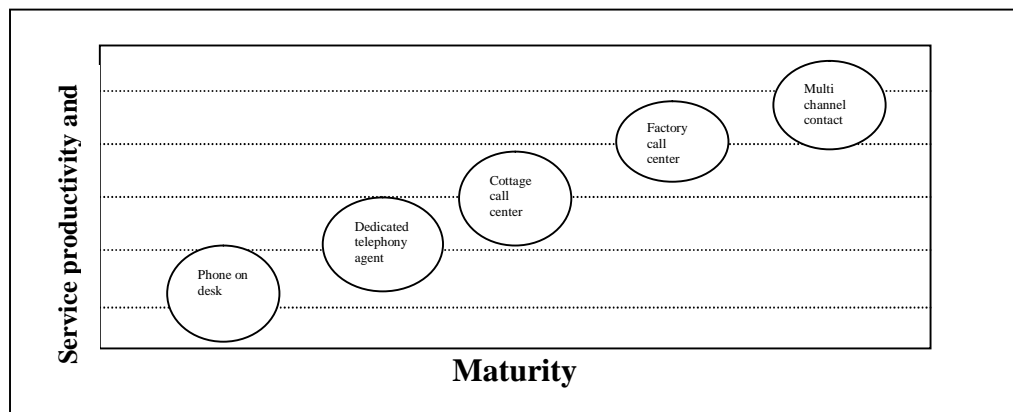 Service productivity and
Phone on
desk
Dedicated
telephony
agent
Cottage
call
center
Factory
call
center
Multi
channel
contact
Maturity